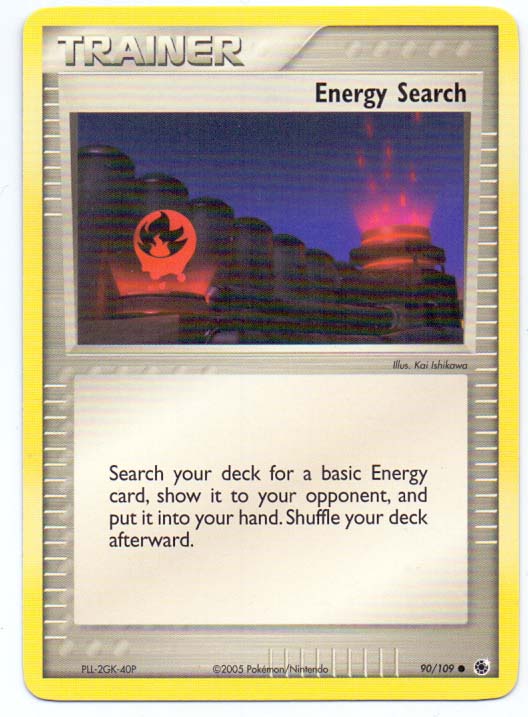 TRAINER
Energy Search
Illus. Kai Ishikawa
Search your deck for a basic Energy
card, show it to your opponent, and
put it into your hand. Shuffle your deck
afterward.
PLL-2GK-40P
©2005 Pokémon/Nintendo
90/109